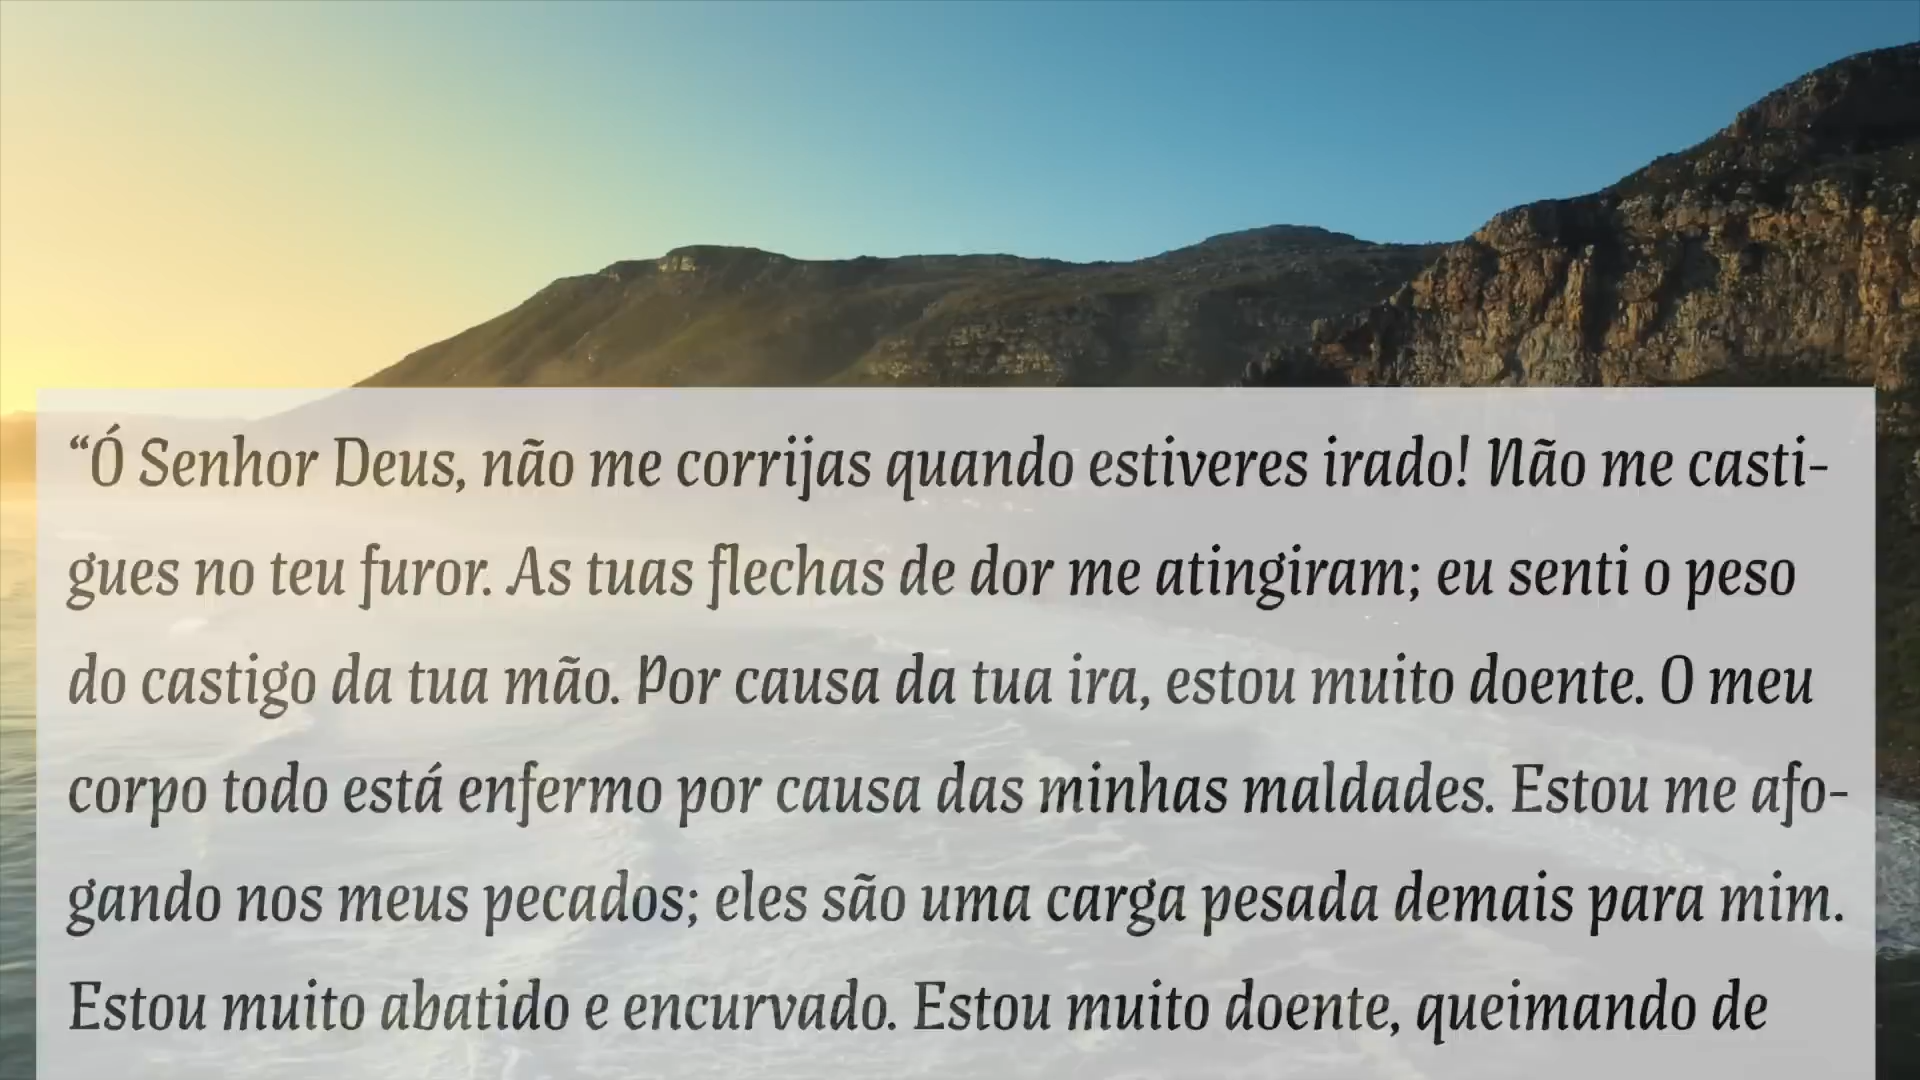 “Ó Senhor Deus, não me corrijas quando estiveres irado! Não me casti-
gues no teu furor. As tuas flechas de dor me atingiram; eu senti o peso
do castigo da tua mão. Por causa da tua ira, estou muito doente. O meu
corpo todo está enfermo por causa das minhas maldades. Estou me afo-
gando nos meus pecados; eles são uma carga pesada demais para mim.
Estou muito abatido e encurvado. Estou muito doente, queimando de